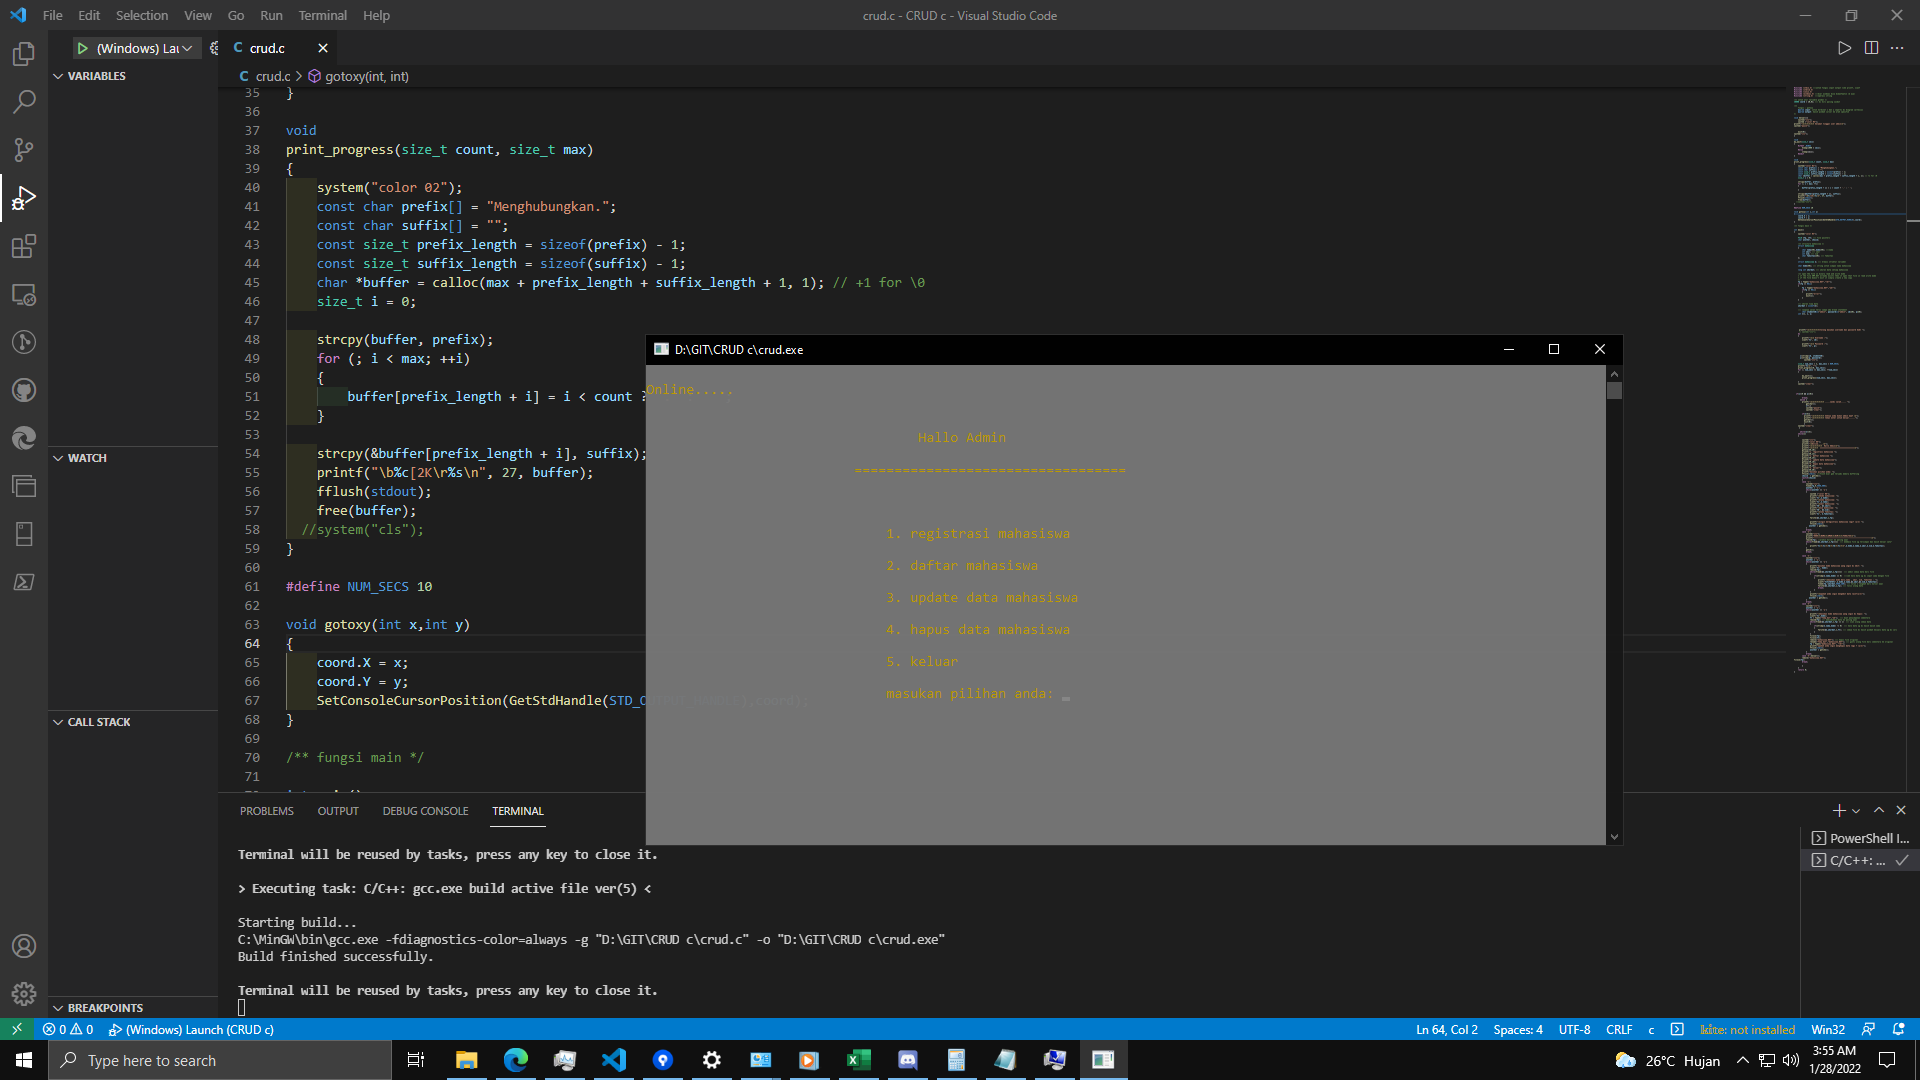 File Edit Selection View Go Run Terminal Help
crud.c - CRUD c - Visual Studio Code
(Windows) Lau
crud.c
VARIABLES
crud.c > gotoxy(int, int)
35 }
36
37 void
38 print_progress(size_t count, size_t max)
39 {
40 system("color 02");
41 const char prefix[] = "Menghubungkan.";
42 const char suffix[] = "";
43 const size_t prefix_length = sizeof(prefix) - 1;
44 const size_t suffix_length = sizeof(suffix) - 1;
45 char *buffer = calloc(max + prefix_length + suffix_length + 1, 1); // +1 for \0
46 size_t i = 0;
47
48 strcpy(buffer, prefix);
49 for (; i < max; ++i)
50 {
51 buffer[prefix_length + i] = i < count ?
52 }
53
54 strcpy(&buffer[prefix_length + i], suffix);
55 printf("\b%c[2K\r%s\n", 27, buffer);
56 fflush(stdout);
57 free(buffer);
58 //system("cls");
59 }
60
61 #define NUM_SECS 10
62
63 void gotoxy(int x,int y)
64 {
65 coord.X = x;
66 coord.Y = y;
67 SetConsoleCursorPosition(GetStdHandle(STD_OUTPUT_HANDLE),coord);
68 }
69
70 /** fungsi main */
71
D:\GIT\CRUD c\crud.exe
Online.....
Hallo Admin
==================================
1. registrasi mahasiswa
2. daftar mahasiswa
3. update data mahasiswa
4. hapus data mahasiswa
5. keluar
masukan pilihan anda:
WATCH
CALL STACK
BREAKPOINTS
PROBLEMS OUTPUT DEBUG CONSOLE TERMINAL
Terminal will be reused by tasks, press any key to close it.
> Executing task: C/C++: gcc.exe build active file ver(5) <
Starting build...
C:\MinGW\bin\gcc.exe -fdiagnostics-color=always -g "D:\GIT\CRUD c\crud.c" -o "D:\GIT\CRUD c\crud.exe"
Build finished successfully.
Terminal will be reused by tasks, press any key to close it.
PowerShell I...
C/C++: ...
0 0 (Windows) Launch (CRUD c)
Ln 64, Col 2 Spaces: 4 UTF-8 CRLF c kite: not installed Win32
Type here to search
26°C Hujan
3:55 AM
1/28/2022